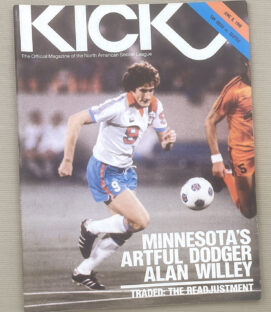 KICK
The Official Magazine of the North American Soccer League
9
9
MINNESOTA'S
ARTFUL DODGER
ALAN WILLEY
TRADED: THE READJUSTMENT